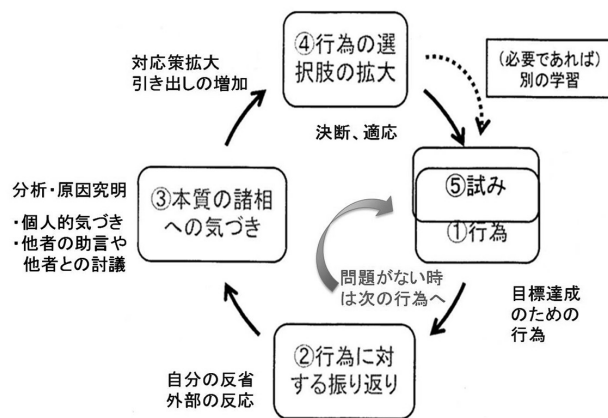 ④行為の選
択肢の拡大
対応策拡大
引き出しの増加
(必要であれば)
別の学習
決断、適応
⑤試み
①行為
分析・原因究明
・個人的気づき
・他者の助言や
他者との討議
③本質の諸相
への気づき
問題がない時
は次の行為へ
目標達成
のための
行為
②行為に対
する振り返り
自分の反省
外部の反応